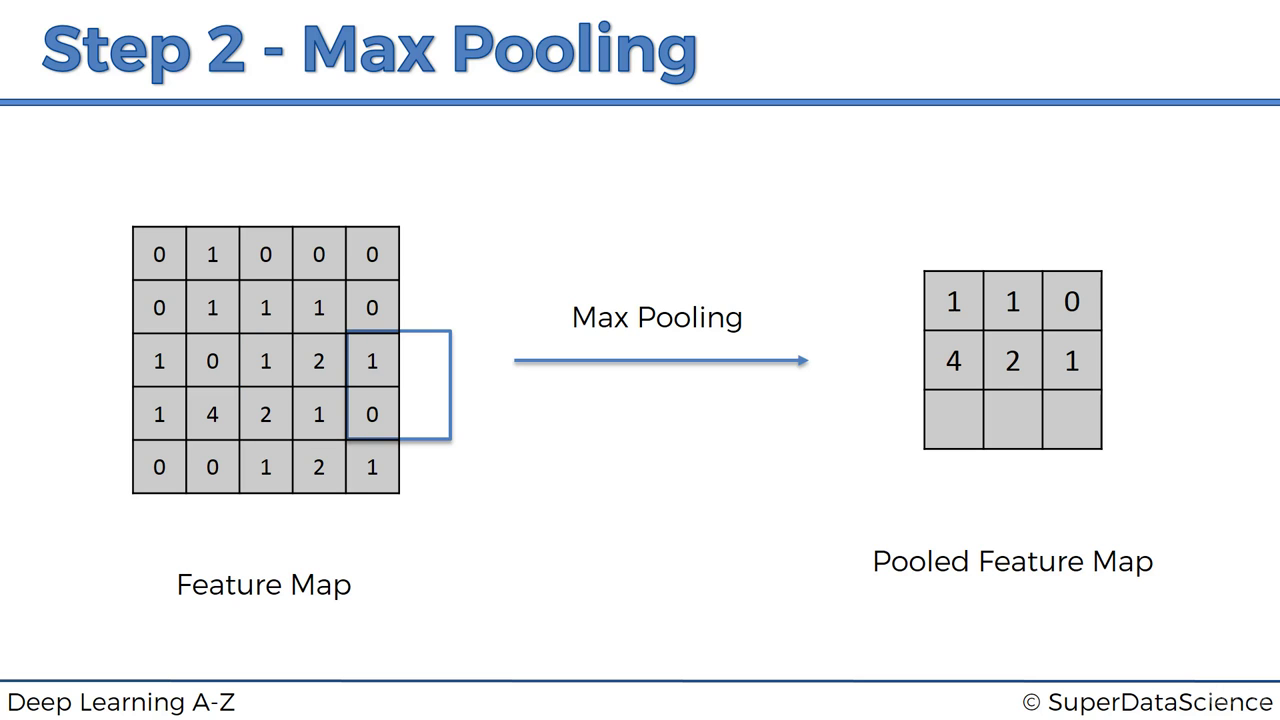 Step 2 - Max Pooling
0 1 0 0 0
0 1 1 1 0
1 0 1 2 1
1 4 2 1 0
0 0 1 2 1
Feature Map
Max Pooling
1 1 0
4 2 1
Pooled Feature Map
Deep Learning A-Z
© SuperDataScience